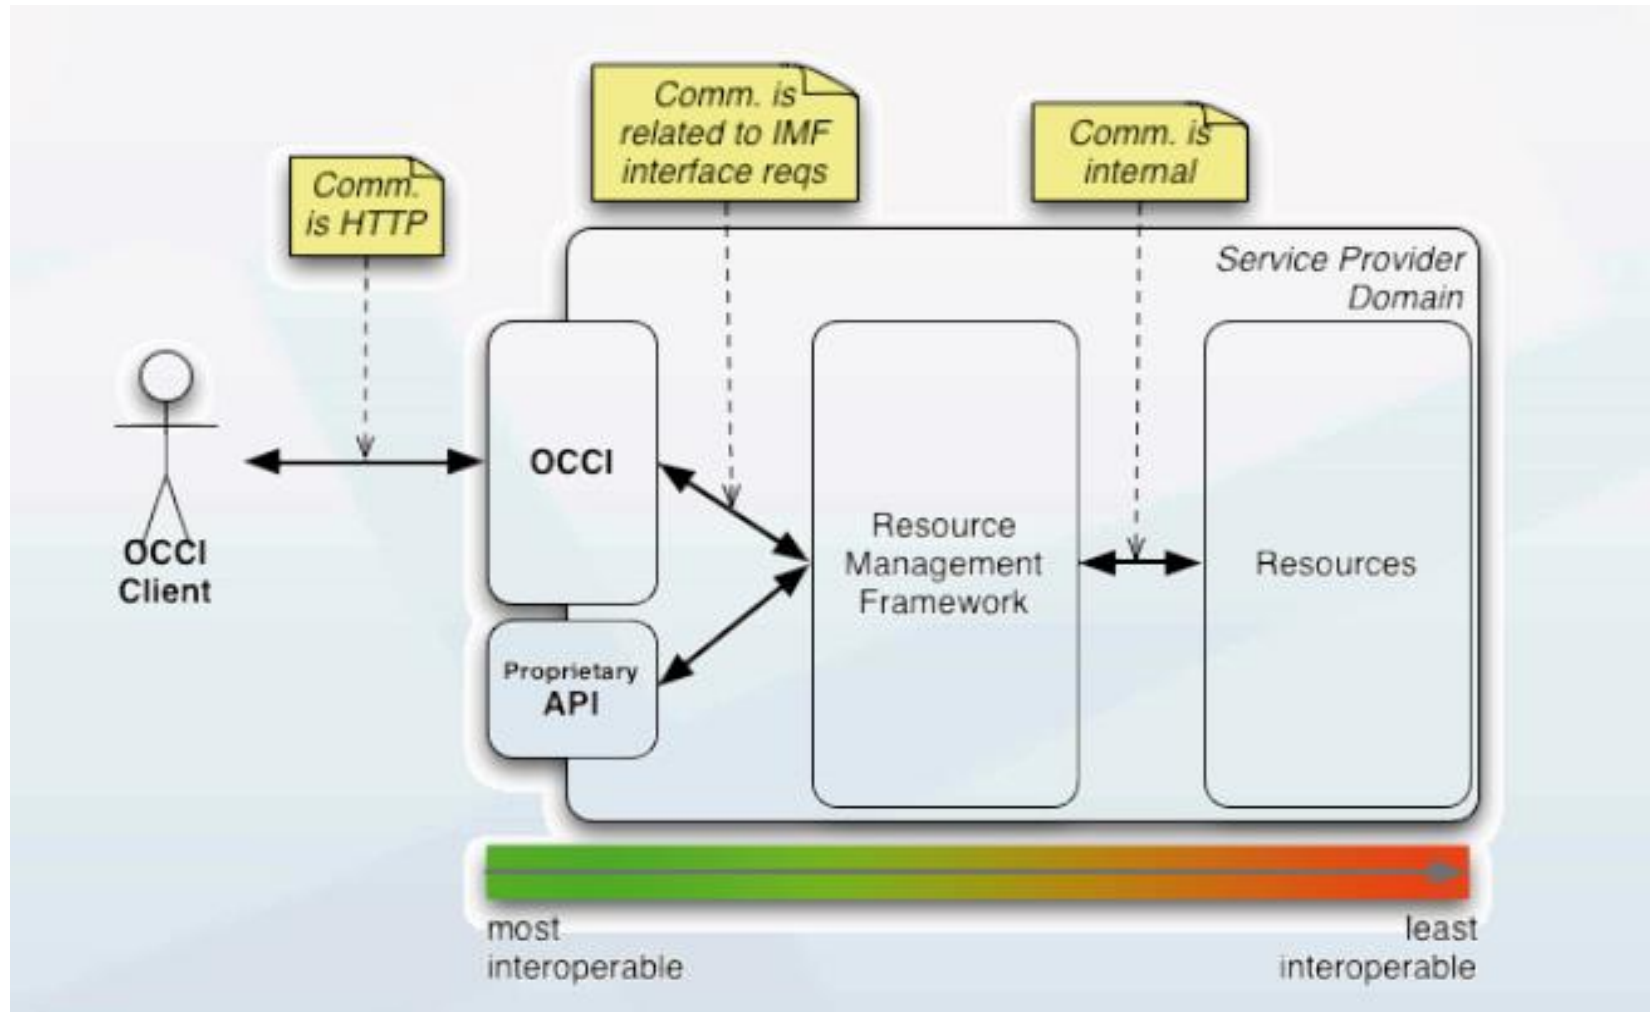 Comm. is
related to IMF
interface reqs
Comm. is
internal
Comm.
is HTTP
Service Provider
Domain
OCCI
Client
OCCI
Proprietary
API
Resource
Management
Framework
Resources
most
interoperable
least
interoperable